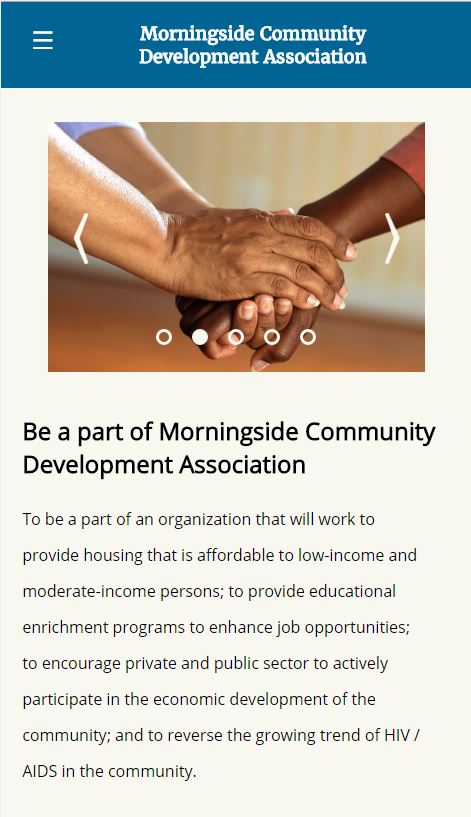 Morningside Community
Development Association
Be a part of Morningside Community
Development Association
To be a part of an organization that will work to
provide housing that is affordable to low-income and
moderate-income persons; to provide educational
enrichment programs to enhance job opportunities;
to encourage private and public sector to actively
participate in the economic development of the
community; and to reverse the growing trend of HIV /
AIDS in the community.